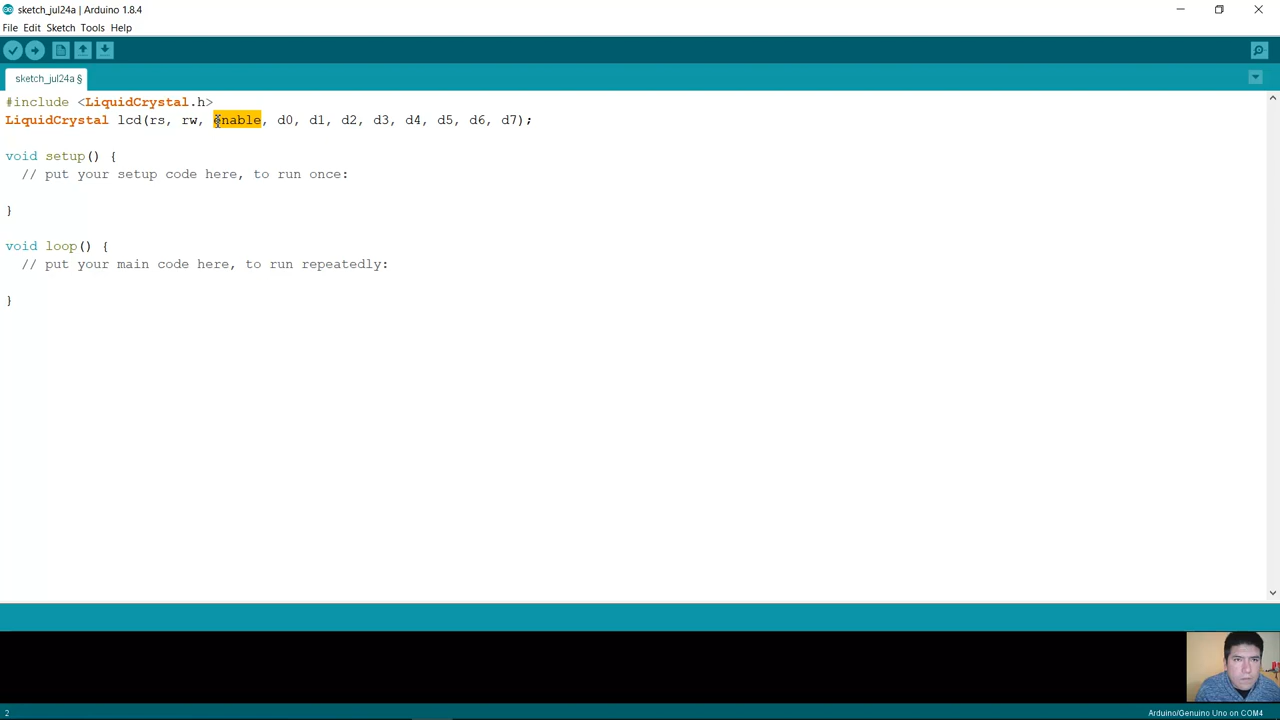 sketch_jul24a | Arduino 1.8.4
File Edit Sketch Tools Help
sketch_jul24a §
#include <LiquidCrystal.h>
LiquidCrystal lcd(rs, rw, enable, d0, d1, d2, d3, d4, d5, d6, d7);
void setup() {
// put your setup code here, to run once:
}
void loop() {
// put your main code here, to run repeatedly:
}
2
Arduino/Genuino Uno on COM4